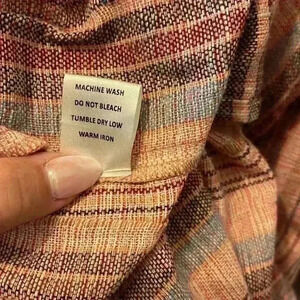 MACHINE WASH
DO NOT BLEACH
TUMBLE DRY LOW
WARM IRON